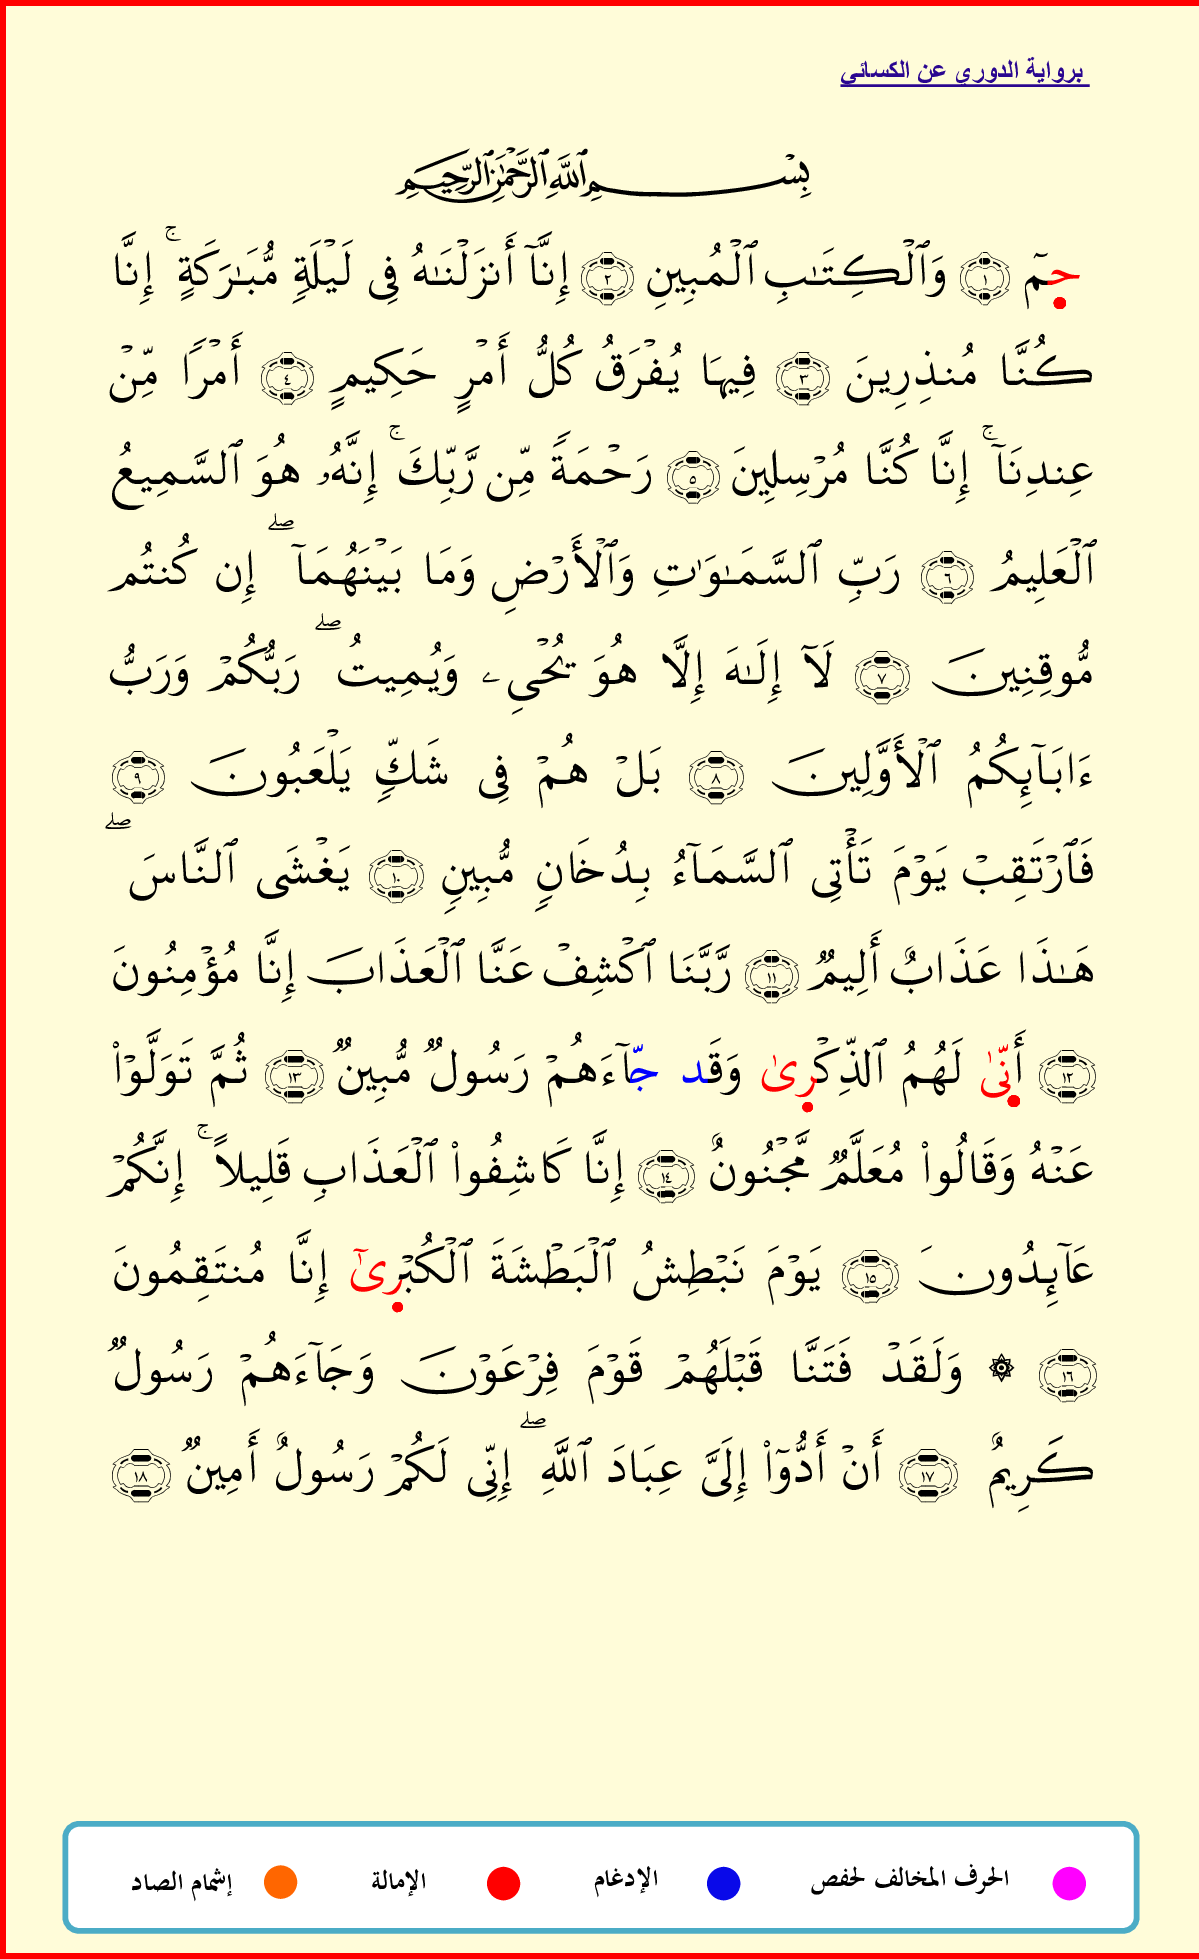 برواية الدوري عن الكسائي
بِسْمِ ٱللَّهِ ٱلرَّحْمَٰنِ ٱلرَّحِيمِ
حمٓ ١ وَٱلْكِتَـٰبِ ٱلْمُبِينِ ٢ إِنَّآ أَنزَلْنَـٰهُ فِى لَيْلَةٍ مُّبَـٰرَكَةٍ ۚ إِنَّا
كُنَّا مُنذِرِينَ ٣ فِيهَا يُفْرَقُ كُلُّ أَمْرٍ حَكِيمٍ ٤ أَمْرًا مِّنْ
عِندِنَآ ۚ إِنَّا كُنَّا مُرْسِلِينَ ٥ رَحْمَةً مِّن رَّبِّكَ ۚ إِنَّهُۥ هُوَ ٱلسَّمِيعُ
ٱلْعَلِيمُ ٦ رَبِّ ٱلسَّمَـٰوَٰتِ وَٱلْأَرْضِ وَمَا بَيْنَهُمَآ ۖ إِن كُنتُم
مُّوقِنِينَ ٧ لَآ إِلَـٰهَ إِلَّا هُوَ يُحْىِۦ وَيُمِيتُ ۖ رَبُّكُمْ وَرَبُّ
ءَابَآئِكُمُ ٱلْأَوَّلِينَ ٨ بَلْ هُمْ فِى شَكٍّ يَلْعَبُونَ ٩
فَٱرْتَقِبْ يَوْمَ تَأْتِى ٱلسَّمَآءُ بِدُخَانٍ مُّبِينٍ ١٠ يَغْشَى ٱلنَّاسَ ۖ
هَـٰذَا عَذَابٌ أَلِيمٌ ١١ رَّبَّنَا ٱكْشِفْ عَنَّا ٱلْعَذَابَ إِنَّا مُؤْمِنُونَ
١٢ أَنّىٰ لَهُمُ ٱلذِّكْرِىٰ وَقَد جّآءَهُمْ رَسُولٌ مُّبِينٌ ١٣ ثُمَّ تَوَلَّوْا۟
عَنْهُ وَقَالُوا۟ مُعَلَّمٌ مَّجْنُونٌ ١٤ إِنَّا كَاشِفُوا۟ ٱلْعَذَابِ قَلِيلًا ۚ إِنَّكُمْ
عَآئِدُونَ ١٥ يَوْمَ نَبْطِشُ ٱلْبَطْشَةَ ٱلْكُبْرِىٰٓ إِنَّا مُنتَقِمُونَ
١٦ ۞ وَلَقَدْ فَتَنَّا قَبْلَهُمْ قَوْمَ فِرْعَوْنَ وَجَآءَهُمْ رَسُولٌ
كَرِيمٌ ١٧ أَنْ أَدُّوٓا۟ إِلَىَّ عِبَادَ ٱللَّهِ ۖ إِنِّى لَكُمْ رَسُولٌ أَمِينٌ ١٨
الحرف المخالف لحفص الإدغام الإمالة إشمام الصاد